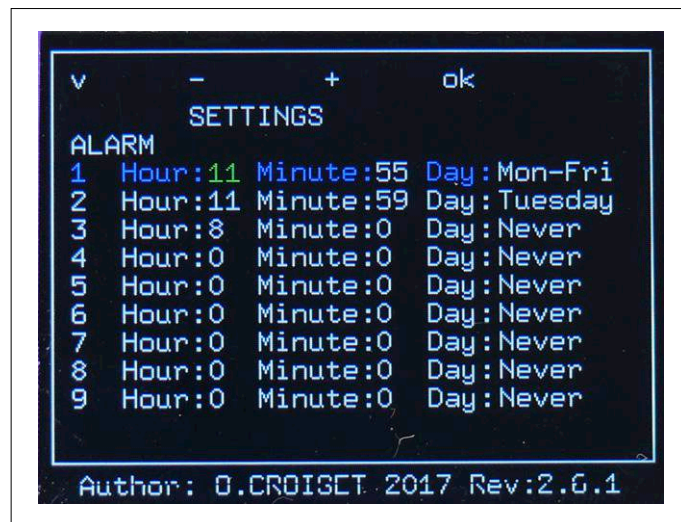 v - + ok
SETTINGS
ALARM
1 Hour:11 Minute:55 Day:Mon-Fri
2 Hour:11 Minute:59 Day:Tuesday
3 Hour:8 Minute:0 Day:Never
4 Hour:0 Minute:0 Day:Never
5 Hour:0 Minute:0 Day:Never
6 Hour:0 Minute:0 Day:Never
7 Hour:0 Minute:0 Day:Never
8 Hour:0 Minute:0 Day:Never
9 Hour:0 Minute:0 Day:Never
Author: O.CROISET 2017 Rev:2.6.1